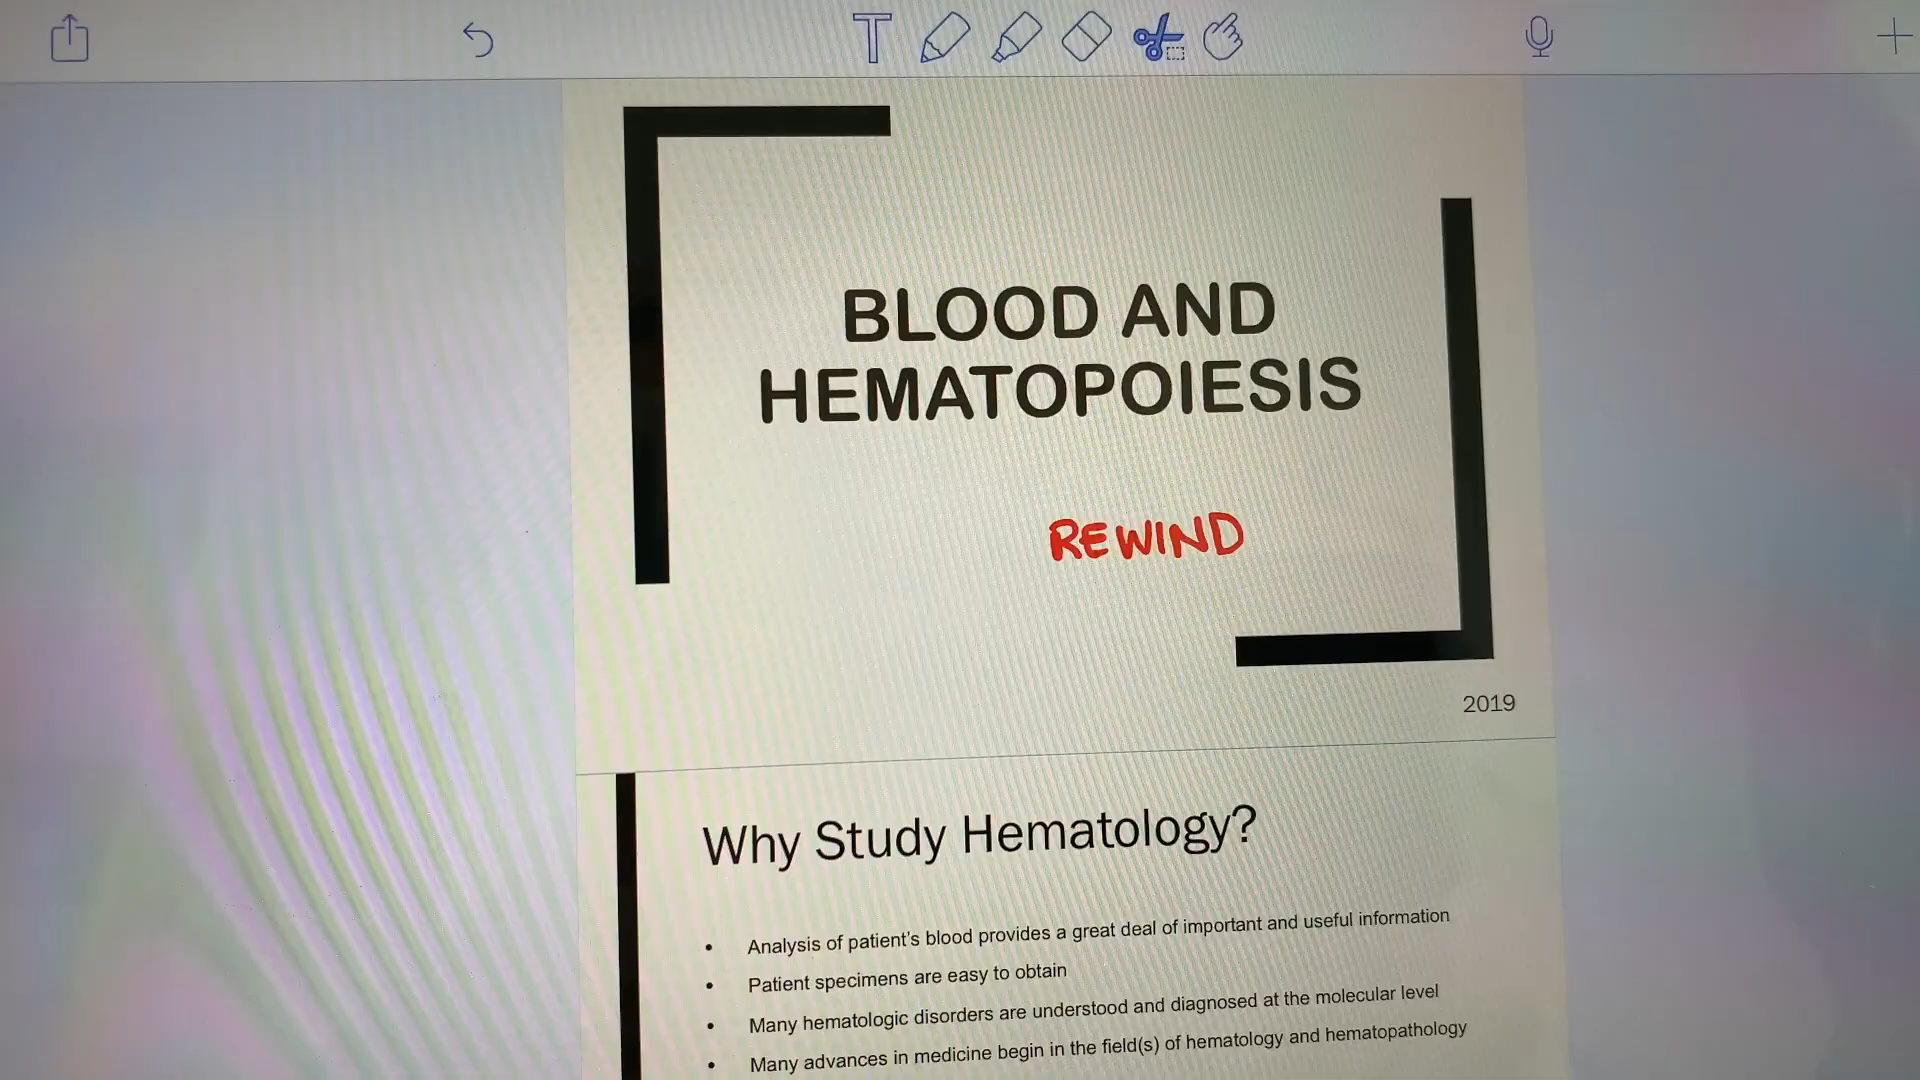 BLOOD AND
HEMATOPOIESIS
REWIND
2019
Why Study Hematology?
• Analysis of patient's blood provides a great deal of important and useful information
• Patient specimens are easy to obtain
• Many hematologic disorders are understood and diagnosed at the molecular level
• Many advances in medicine begin in the field(s) of hematology and hematopathology